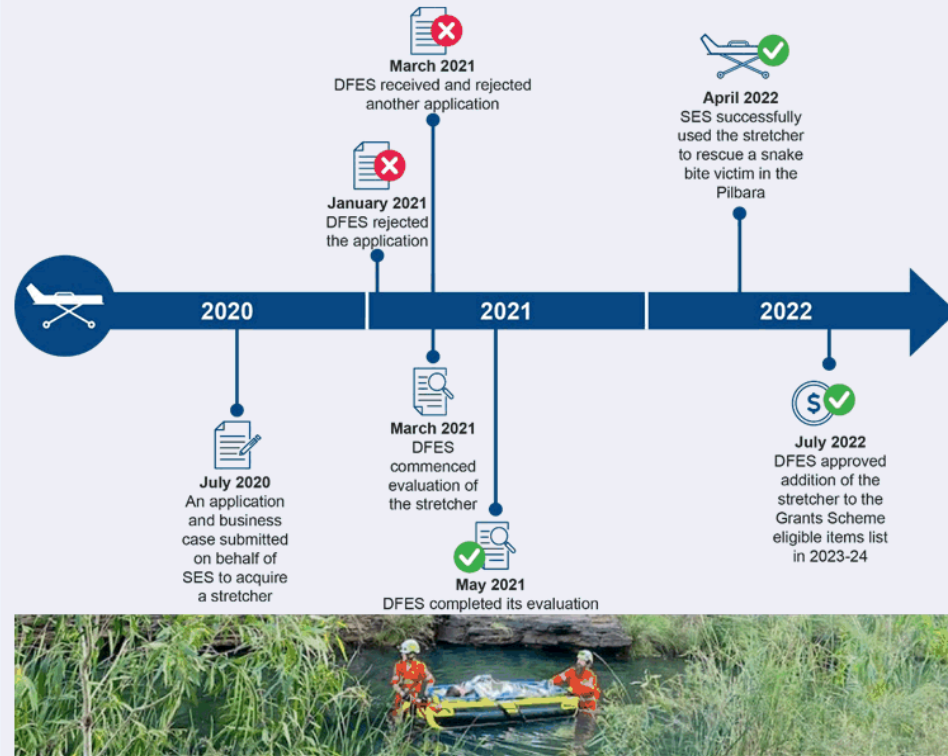 March 2021
DFES received and rejected
another application
January 2021
DFES rejected
the application
April 2022
SES successfully
used the stretcher
to rescue a snake
bite victim in the
Pilbara
2020
2021
2022
July 2020
An application
and business
case submitted
on behalf of
SES to acquire
a stretcher
March 2021
DFES
commenced
evaluation of
the stretcher
May 2021
DFES completed its evaluation
$
July 2022
DFES approved
addition of the
stretcher to the
Grants Scheme
eligible items list
in 2023-24